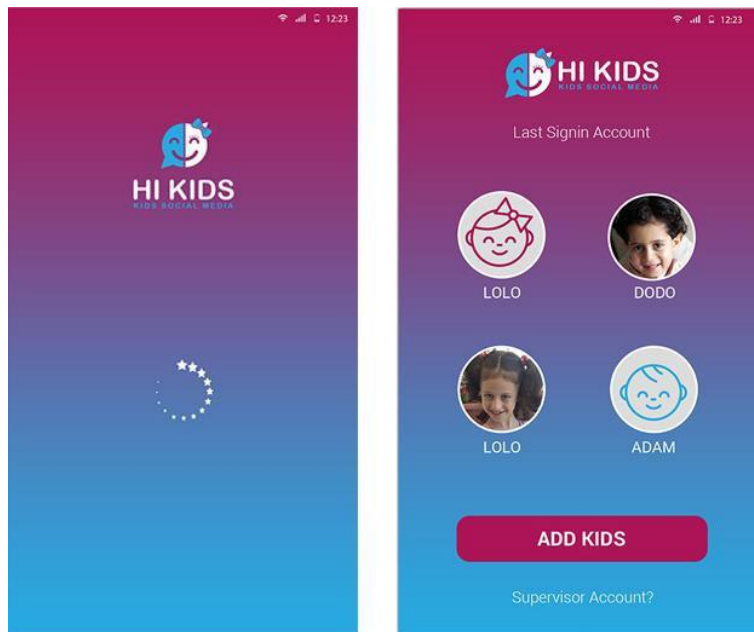 12:23
HI KIDS
KIDS SOCIAL MEDIA
12:23
HI KIDS
KIDS SOCIAL MEDIA
Last Signin Account
LOLO DODO
LOLO ADAM
ADD KIDS
Supervisor Account?